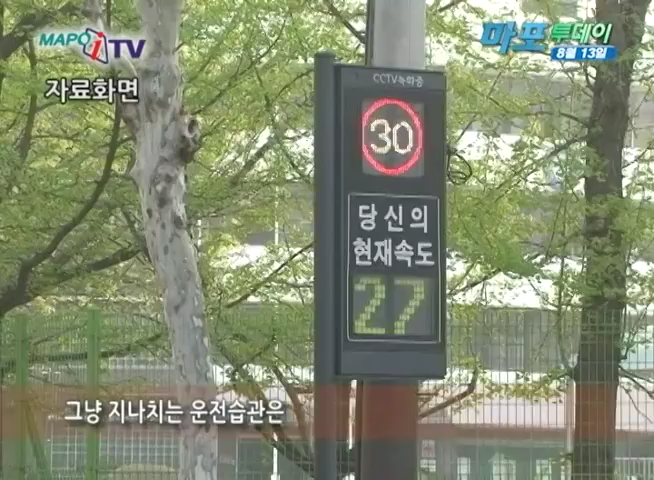 MAPO i TV
마포 투데이
8월 13일
자료화면
CCTV녹화중
30
당신의
현재속도
27
그냥 지나치는 운전습관은